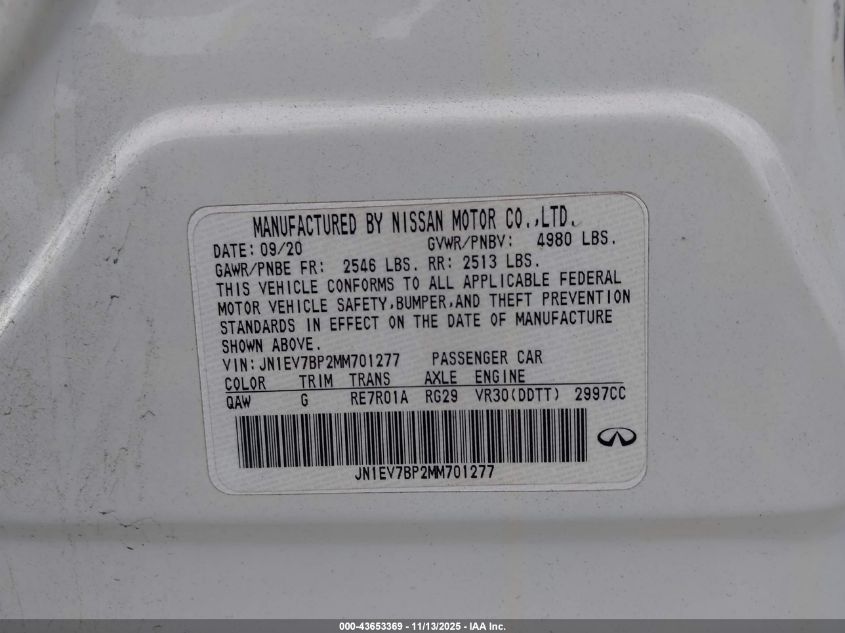 MANUFACTURED BY NISSAN MOTOR CO.,LTD.
DATE: 09/20 GVWR/PNBV: 4980 LBS.
GAWR/PNBE FR: 2546 LBS. RR: 2513 LBS.
THIS VEHICLE CONFORMS TO ALL APPLICABLE FEDERAL
MOTOR VEHICLE SAFETY,BUMPER,AND THEFT PREVENTION
STANDARDS IN EFFECT ON THE DATE OF MANUFACTURE
SHOWN ABOVE.
VIN:JN1EV7BP2MM701277 PASSENGER CAR
COLOR TRIM TRANS AXLE ENGINE
QAW G RE7R01A RG29 VR30(DDTT) 2997CC
JN1EV7BP2MM701277
000-43653369 - 11/13/2025 - IAA Inc.